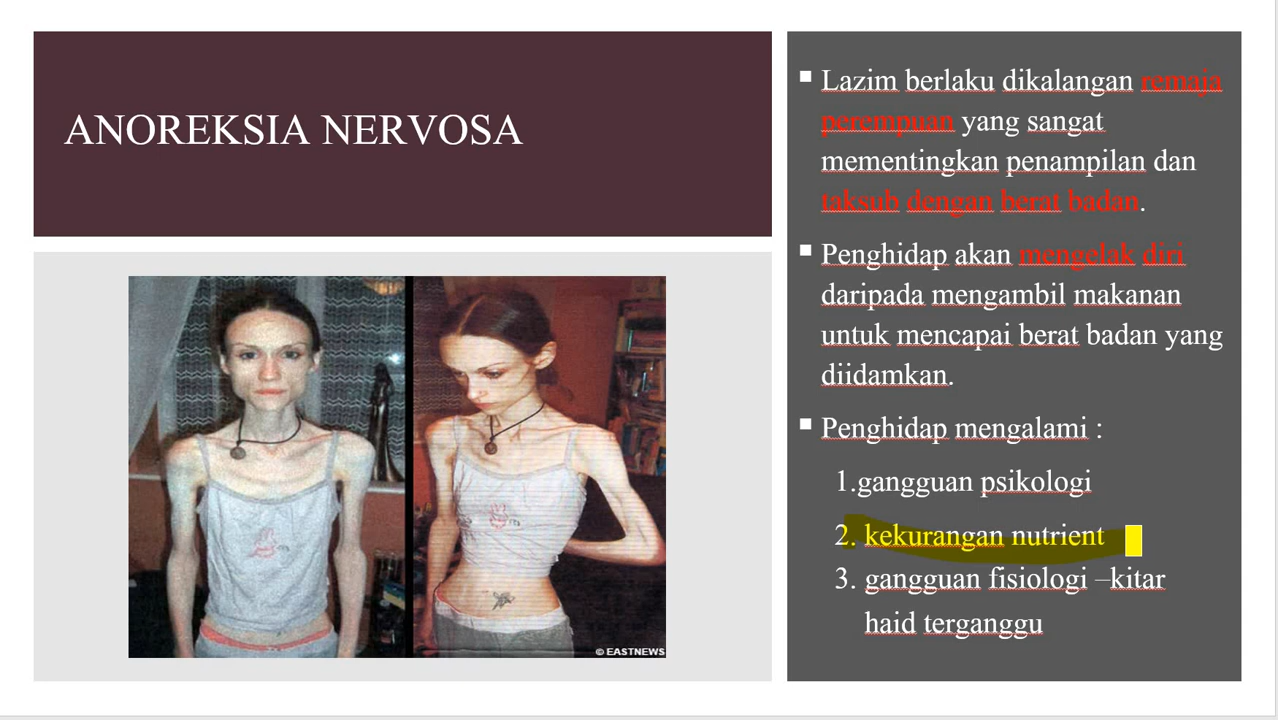 ANOREKSIA NERVOSA
© EASTNEWS
Lazim berlaku dikalangan remaja
perempuan yang sangat
mementingkan penampilan dan
taksub dengan berat badan.
Penghidap akan mengelak diri
daripada mengambil makanan
untuk mencapai berat badan yang
diidamkan.
Penghidap mengalami :
1.gangguan psikologi
2. kekurangan nutrient
3. gangguan fisiologi –kitar
haid terganggu